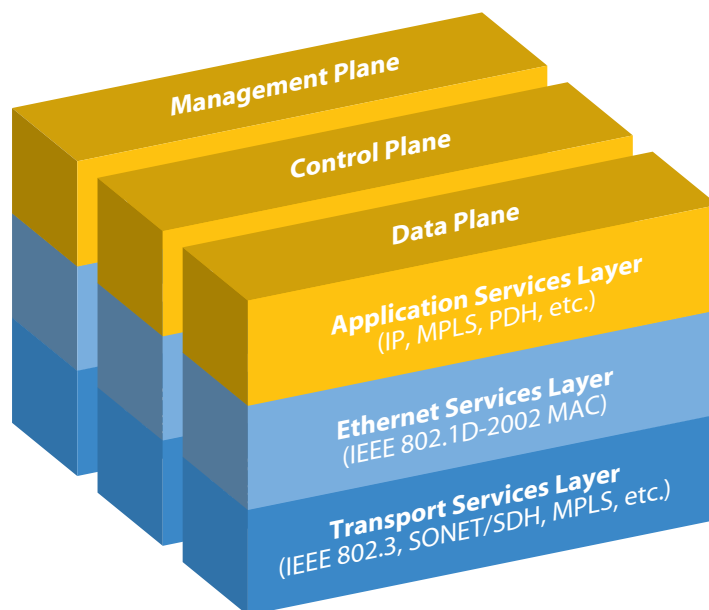 Management Plane
Control Plane
Data Plane
Application Services Layer
(IP, MPLS, PDH, etc.)
Ethernet Services Layer
(IEEE 802.1D-2002 MAC)
Transport Services Layer
(IEEE 802.3, SONET/SDH, MPLS, etc.)